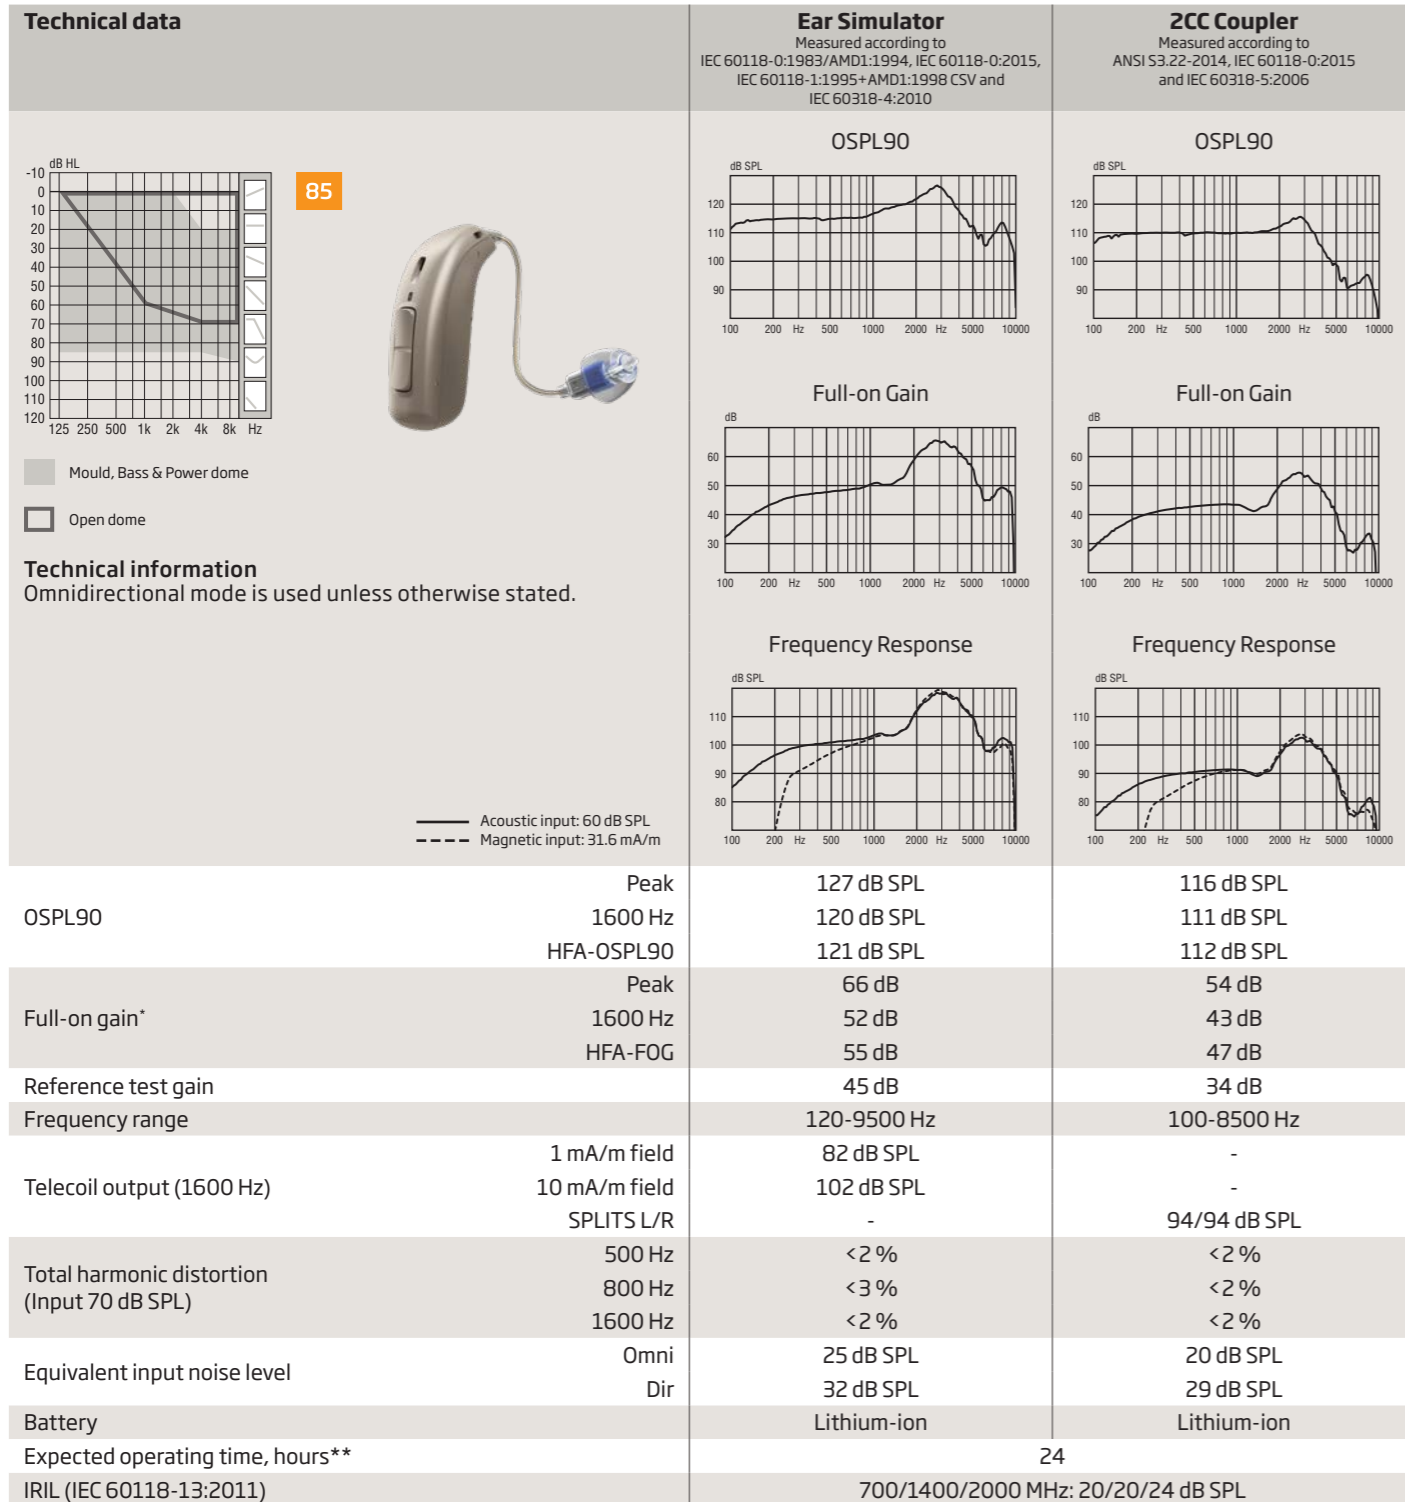 Technical data
Ear Simulator
Measured according to
IEC 60118-0:1983/AMD1:1994, IEC 60118-0:2015,
IEC 60118-1:1995+AMD1:1998 CSV and
IEC 60318-4:2010
2CC Coupler
Measured according to
ANSI S3.22-2014, IEC 60118-0:2015
and IEC 60318-5:2006
dB HL
-10
0
10
20
30
40
50
60
70
80
90
100
110
120
125 250 500 1k 2k 4k 8k Hz
85
Mould, Bass & Power dome
Open dome
Technical information
Omnidirectional mode is used unless otherwise stated.
Acoustic input: 60 dB SPL
Magnetic input: 31.6 mA/m
OSPL90
dB SPL
120
110
100
90
100 200 Hz 500 1000 2000 Hz 5000 10000
OSPL90
dB SPL
120
110
100
90
100 200 Hz 500 1000 2000 Hz 5000 10000
Full-on Gain
dB
60
50
40
30
100 200 Hz 500 1000 2000 Hz 5000 10000
Full-on Gain
dB
60
50
40
30
100 200 Hz 500 1000 2000 Hz 5000 10000
Frequency Response
dB SPL
110
100
90
80
100 200 Hz 500 1000 2000 Hz 5000 10000
Frequency Response
dB SPL
110
100
90
80
100 200 Hz 500 1000 2000 Hz 5000 10000
OSPL90
Peak 127 dB SPL 116 dB SPL
1600 Hz 120 dB SPL 111 dB SPL
HFA-OSPL90 121 dB SPL 112 dB SPL
Full-on gain*
Peak 66 dB 54 dB
1600 Hz 52 dB 43 dB
HFA-FOG 55 dB 47 dB
Reference test gain 45 dB 34 dB
Frequency range 120-9500 Hz 100-8500 Hz
Telecoil output (1600 Hz)
1 mA/m field 82 dB SPL -
10 mA/m field 102 dB SPL -
SPLITS L/R - 94/94 dB SPL
Total harmonic distortion
(Input 70 dB SPL)
500 Hz <2 % <2 %
800 Hz <3 % <2 %
1600 Hz <2 % <2 %
Equivalent input noise level
Omni 25 dB SPL 20 dB SPL
Dir 32 dB SPL 29 dB SPL
Battery Lithium-ion Lithium-ion
Expected operating time, hours** 24
IRIL (IEC 60118-13:2011) 700/1400/2000 MHz: 20/20/24 dB SPL